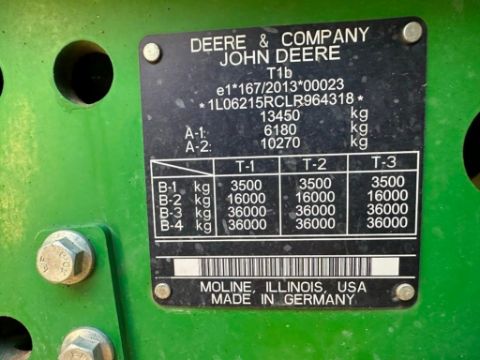 DEERE & COMPANY
JOHN DEERE
T1b
e1*167/2013*00023
*1L06215RCLR964318*
13450 kg
A-1: 6180 kg
A-2: 10270 kg
T-1 T-2 T-3
B-1 kg 3500 3500 3500
B-2 kg 16000 16000 16000
B-3 kg 36000 36000 36000
B-4 kg 36000 36000 36000
MOLINE, ILLINOIS, USA
MADE IN GERMANY